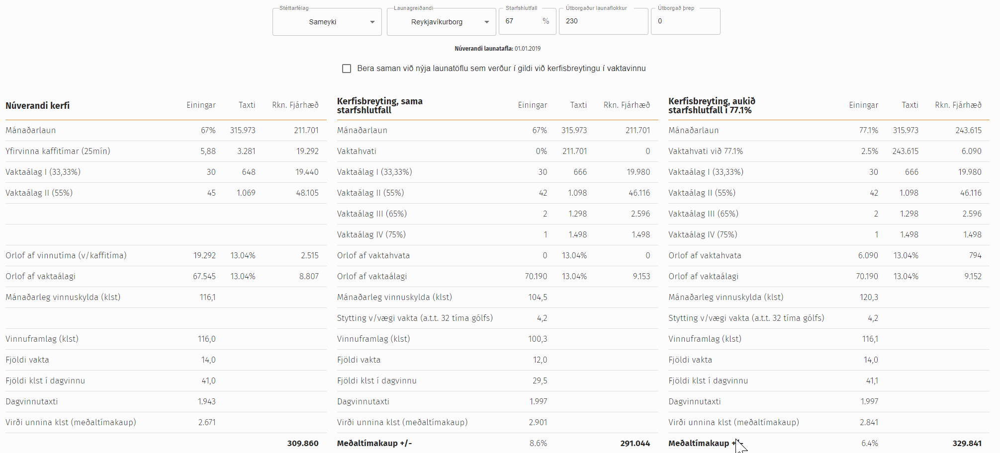 Stéttarfélag Launagreiðandi Starfshlutfall Útborgaður launaflokkur Útborgað þrep
Sameyki Reykjavíkurborg 67 % 230 0
Núverandi launatafla: 01.01.2019
Bera saman við nýja launatöflu sem verður í gildi við kerfisbreytingu í vaktavinnu
Núverandi kerfi Einingar Taxti Rkn. Fjárhæð
Mánaðarlaun 67% 315.973 211.701
Yfirvinna kaffitímar (25mín) 5,88 3.281 19.292
Vaktaálag I (33,33%) 30 648 19.440
Vaktaálag II (55%) 45 1.069 48.105
Orlof af vinnutíma (v/kaffitíma) 19.292 13.04% 2.515
Orlof af vaktaálagi 67.545 13.04% 8.807
Mánaðarleg vinnuskylda (klst) 116,1
Vinnuframlag (klst) 116,0
Fjöldi vakta 14,0
Fjöldi klst í dagvinnu 41,0
Dagvinnutaxti 1.943
Virði unnina klst (meðaltímakaup) 2.671
309.860
Kerfisbreyting, sama
starfshlutfall Einingar Taxti Rkn. Fjárhæð
Mánaðarlaun 67% 315.973 211.701
Vaktahvati 0% 211.701 0
Vaktaálag I (33,33%) 30 666 19.980
Vaktaálag II (55%) 42 1.098 46.116
Vaktaálag III (65%) 2 1.298 2.596
Vaktaálag IV (75%) 1 1.498 1.498
Orlof af vaktahvata 0 13.04% 0
Orlof af vaktaálagi 70.190 13.04% 9.153
Mánaðarleg vinnuskylda (klst) 104,5
Stytting v/vægi vakta (a.t.t. 32 tíma gólfs) 4,2
Vinnuframlag (klst) 100,3
Fjöldi vakta 12,0
Fjöldi klst í dagvinnu 29,5
Dagvinnutaxti 1.997
Virði unnina klst (meðaltímakaup) 2.901
Meðaltímakaup +/- 8.6% 291.044
Kerfisbreyting, aukið
starfshlutfall í 77.1% Einingar Taxti Rkn. Fjárhæð
Mánaðarlaun 77.1% 315.973 243.615
Vaktahvati við 77.1% 2.5% 243.615 6.090
Vaktaálag I (33,33%) 30 666 19.980
Vaktaálag II (55%) 42 1.098 46.116
Vaktaálag III (65%) 2 1.298 2.596
Vaktaálag IV (75%) 1 1.498 1.498
Orlof af vaktahvata 6.090 13.04% 794
Orlof af vaktaálagi 70.190 13.04% 9.152
Mánaðarleg vinnuskylda (klst) 120,3
Stytting v/vægi vakta (a.t.t. 32 tíma gólfs) 4,2
Vinnuframlag (klst) 116,1
Fjöldi vakta 14,0
Fjöldi klst í dagvinnu 41,1
Dagvinnutaxti 1.997
Virði unnina klst (meðaltímakaup) 2.841
Meðaltímakaup +/- 6.4% 329.841